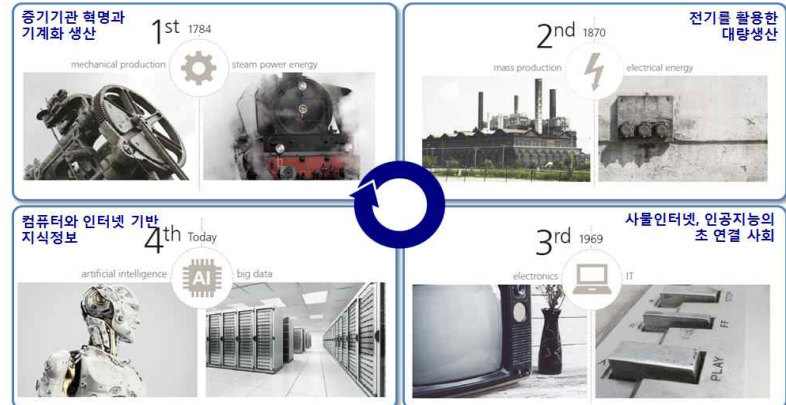 증기기관 혁명과
기계화 생산
1st 1784
mechanical production
steam power energy
전기를 활용한
대량생산
2nd 1870
mass production
electrical energy
컴퓨터와 인터넷 기반
지식정보
4th Today
artificial intelligence
AI
big data
사물인터넷, 인공지능의
초 연결 사회
3rd 1969
electronics
IT
FF
PLAY